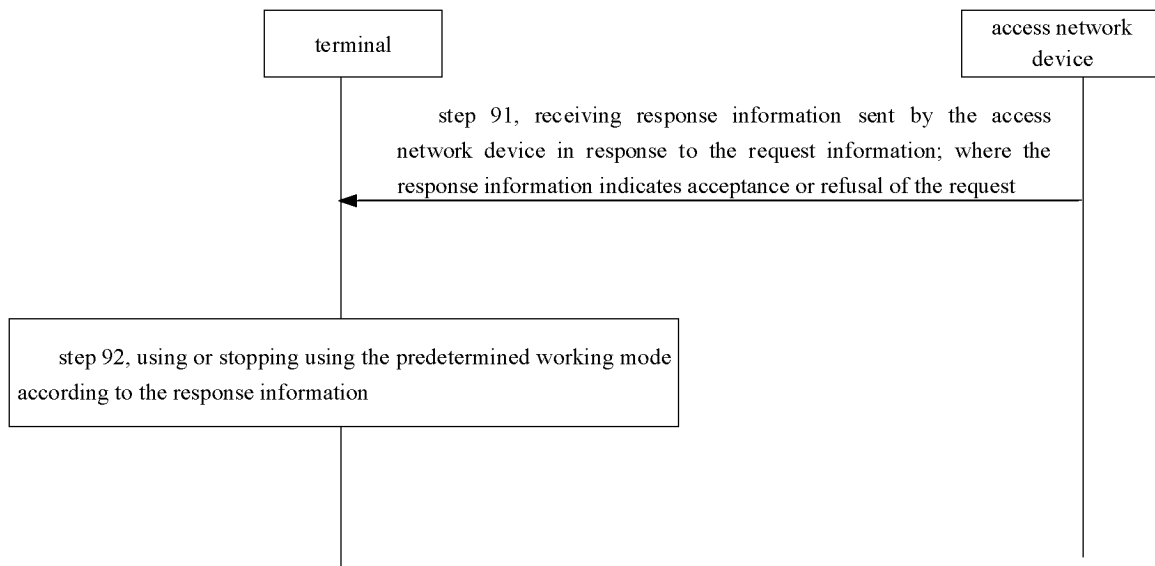 terminal
access network
device
step 91, receiving response information sent by the access
network device in response to the request information; where the
response information indicates acceptance or refusal of the request
step 92, using or stopping using the predetermined working mode
according to the response information